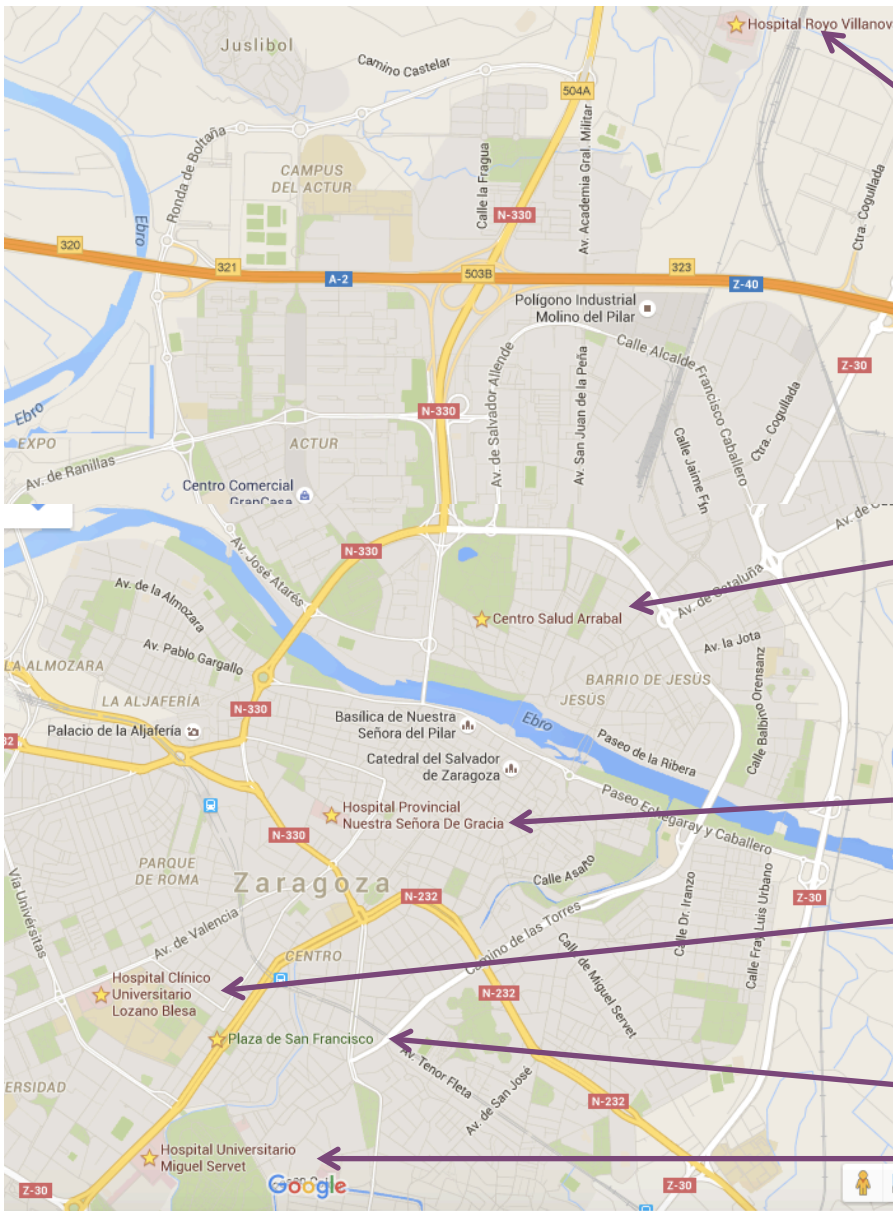 Juslibol
Hospital Royo Villanov
Camino Castelar
504A
Ronda de Boltaña
CAMPUS
DEL ACTUR
Calle la Fragua
Av. Academia Gral. Militar
Ctra. Cogullada
Ebro
N-330
320
321
A-2
503B
323
Z-40
Polígono Industrial
Molino del Pilar
Calle Alcalde Francisco Caballero
Av. de Salvador Allende
Av. San Juan de la Peña
Z-30
Ebro
N-330
Ctra. Cogullada
Calle Jaime Fín
EXPO
ACTUR
Av. de Ranillas
Centro Comercial
GranCasa
N-330
Av. José Atarés
Av. de Cataluña
Av. de la Almozara
Centro Salud Arrabal
Av. la Jota
Av. Pablo Gargallo
LA ALMOZARA
BARRIO DE JESÚS
JESÚS
Calle Balbino Orensanz
LA ALJAFERÍA
N-330
Basílica de Nuestra
Señora del Pilar
Ebro
Palacio de la Aljafería
Paseo de la Ribera
Catedral del Salvador
de Zaragoza
Paseo Echegaray y Caballero
Hospital Provincial
Nuestra Señora De Gracia
N-330
PARQUE
DE ROMA
Zaragoza
Calle Asalto
N-232
Z-30
Vía Universitas
Av. de Valencia
Camino de las Torres
Calle Dr. Iranzo
Calle Fray Luis Urbano
CENTRO
Calle de Miguel Servet
Hospital Clínico
Universitario
Lozano Blesa
N-232
Plaza de San Francisco
Av. Tenor Fleta
Av. de San José
ERSIDAD
N-232
Hospital Universitario
Miguel Servet
Google
Z-30
Z-30